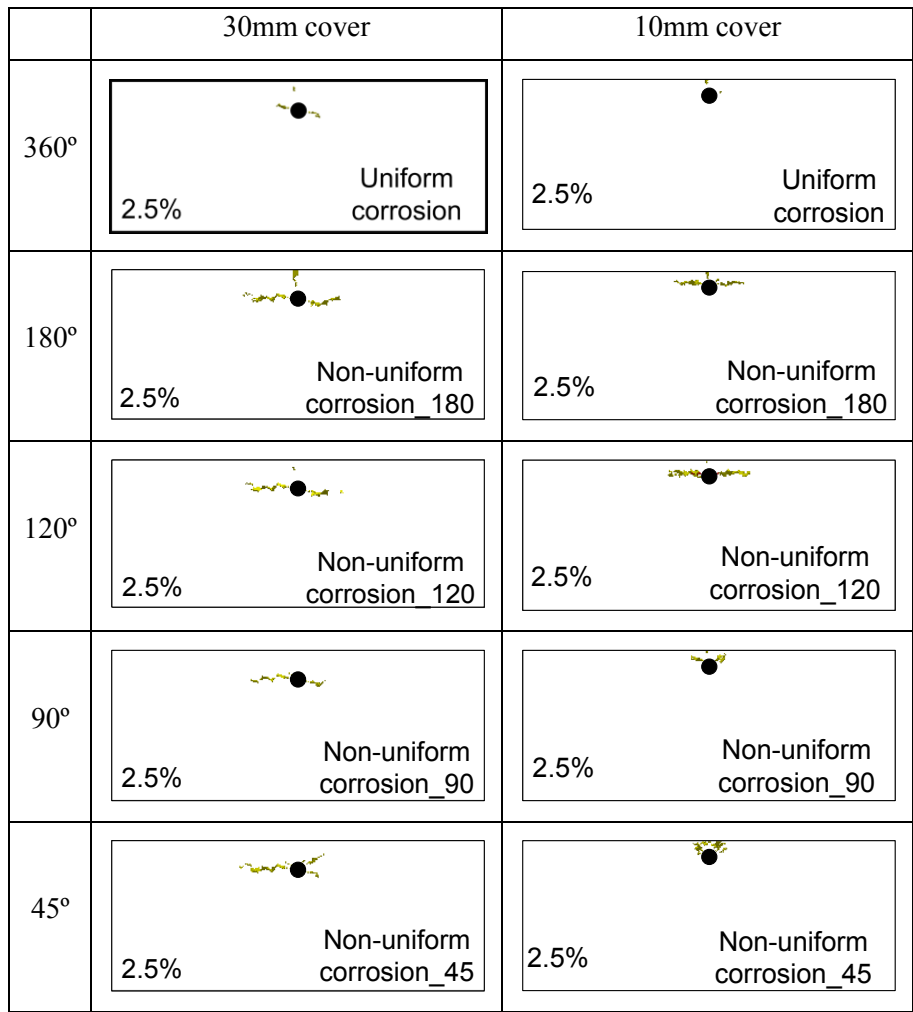 30mm cover
10mm cover
360º
2.5%
Uniform
corrosion
2.5%
Uniform
corrosion
180º
2.5%
Non-uniform
corrosion_180
2.5%
Non-uniform
corrosion_180
120º
2.5%
Non-uniform
corrosion_120
2.5%
Non-uniform
corrosion_120
90º
2.5%
Non-uniform
corrosion_90
2.5%
Non-uniform
corrosion_90
45º
2.5%
Non-uniform
corrosion_45
2.5%
Non-uniform
corrosion_45